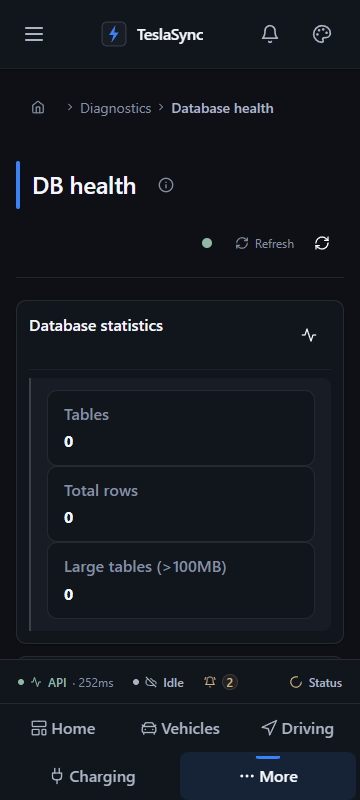 TeslaSync
Diagnostics Database health
DB health
Refresh
Database statistics
Tables
0
Total rows
0
Large tables (>100MB)
0
API · 252ms Idle 2 Status
Home Vehicles Driving
Charging More